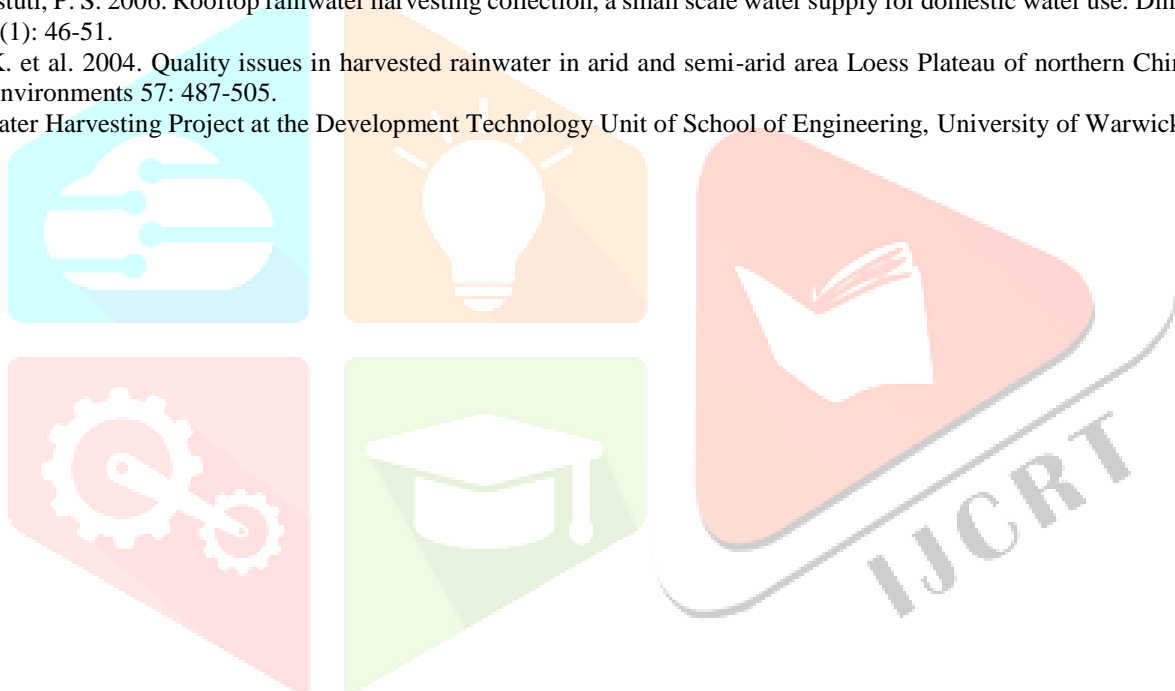 P. S. 2006. Rooftop rainwater harvesting collection, a small scale water supply for domestic water use.
(1): 46-51.
K. et al. 2004. Quality issues in harvested rainwater in arid and semi-arid area Loess Plateau of northern
nvironments 57: 487-505.
ater Harvesting Project at the Development Technology Unit of School of Engineering, University of Warwick
IJCRT